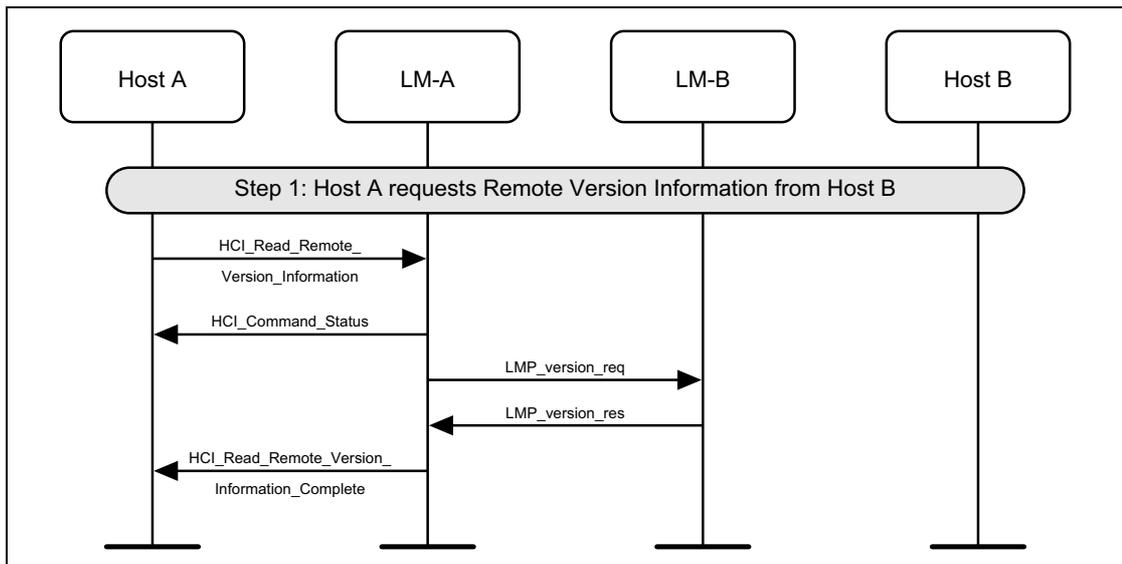 Host A
LM-A
LM-B
Host B
Step 1: Host A requests Remote Version Information from Host B
HCI_Read_Remote_
Version_Information
HCI_Command_Status
LMP_version_req
LMP_version_res
HCI_Read_Remote_Version_
Information_Complete